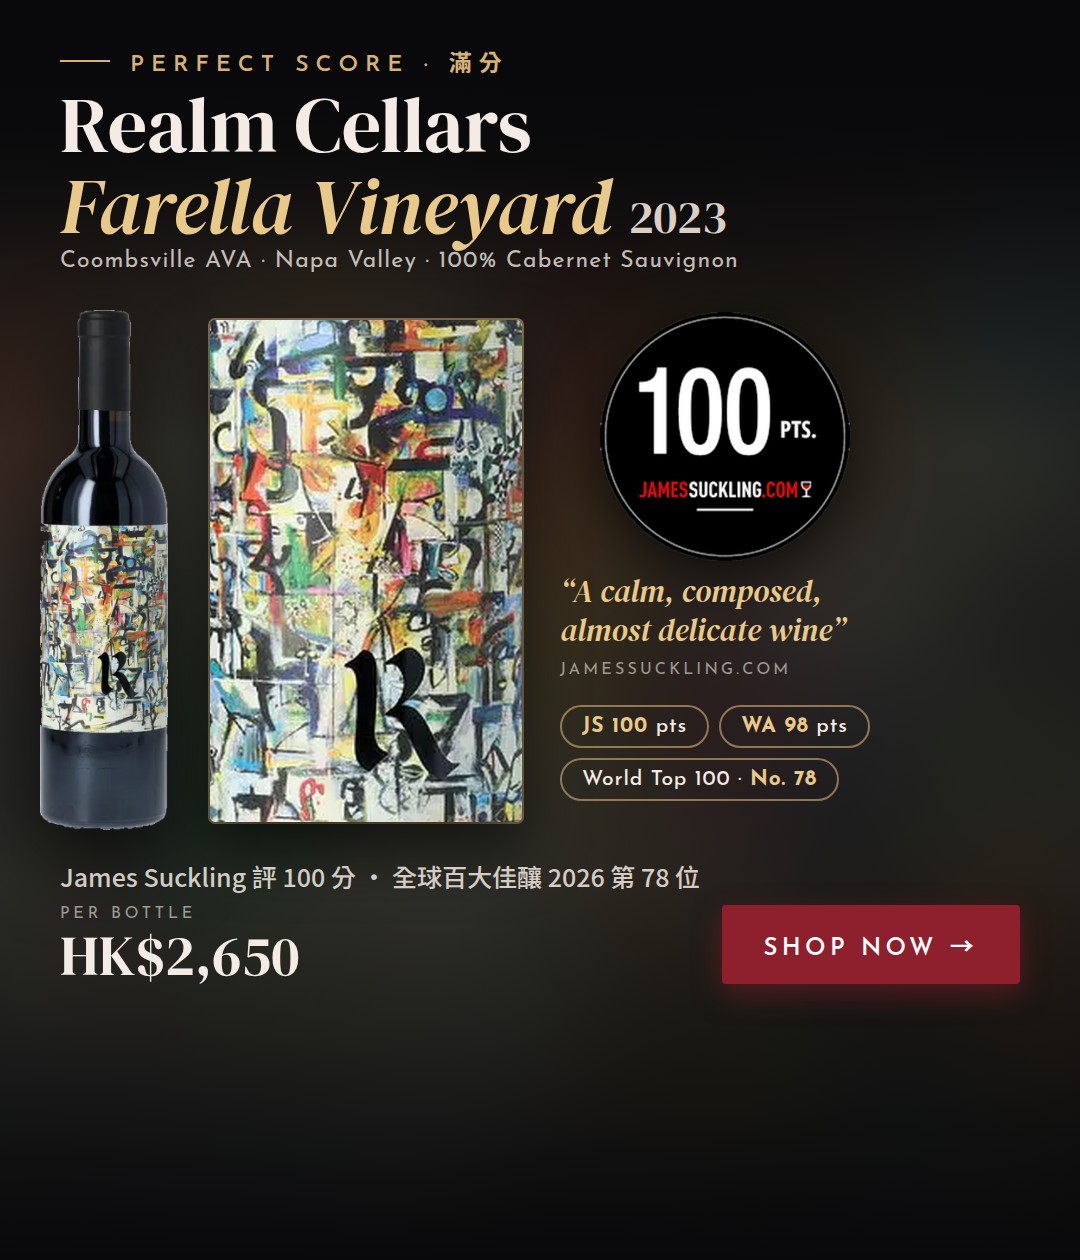 PERFECT SCORE · 滿分
Realm Cellars
Farella Vineyard 2023
Coombsville AVA · Napa Valley · 100% Cabernet Sauvignon
R
R
100 PTS.
JAMESSUCKLING.COM
“A calm, composed,
almost delicate wine”
JAMESSUCKLING.COM
JS 100 pts
WA 98 pts
World Top 100 · No. 78
James Suckling 評 100 分 · 全球百大佳釀 2026 第 78 位
PER BOTTLE
HK$2,650
SHOP NOW →